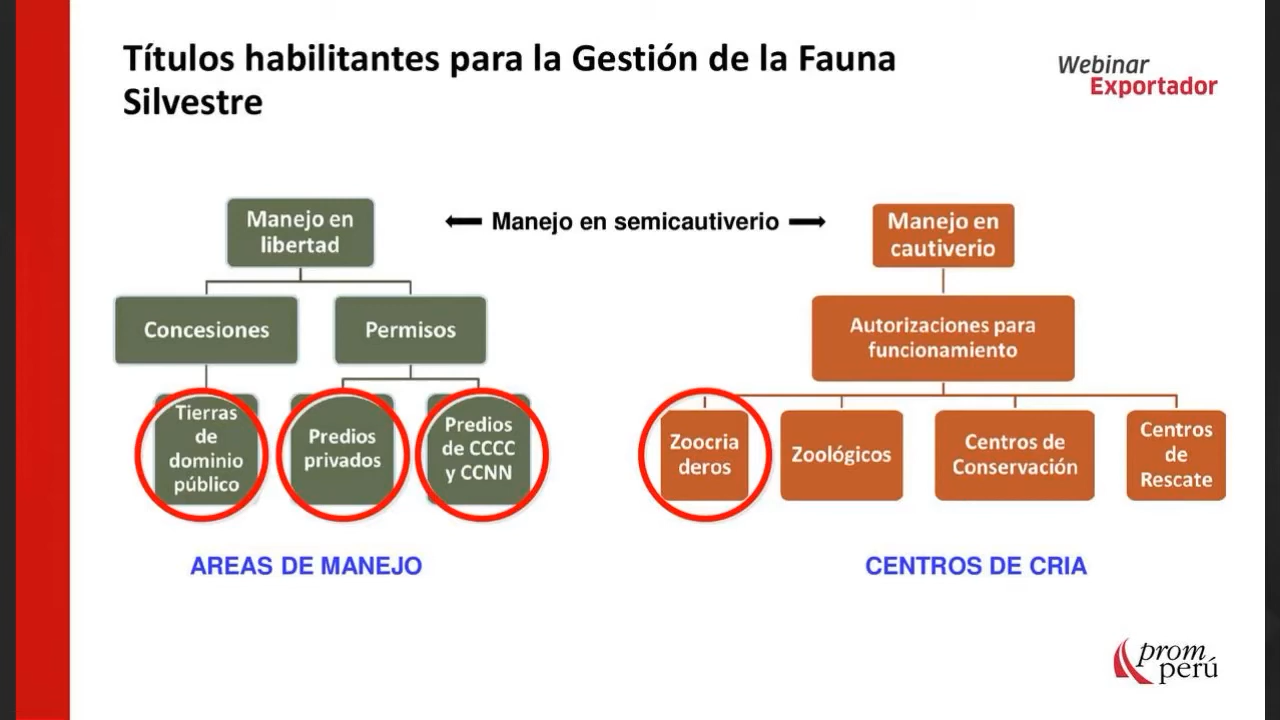 Títulos habilitantes para la Gestión de la Fauna
Silvestre
Webinar
Exportador
Manejo en
libertad
Manejo en semicautiverio
Manejo en
cautiverio
Concesiones
Permisos
Autorizaciones para
funcionamiento
Tierras
de
dominio
público
Predios
privados
Predios
de CCCC
y CCNN
Zoocria
deros
Zoológicos
Centros de
Conservación
Centros
de
Rescate
AREAS DE MANEJO
CENTROS DE CRIA
prom
perú